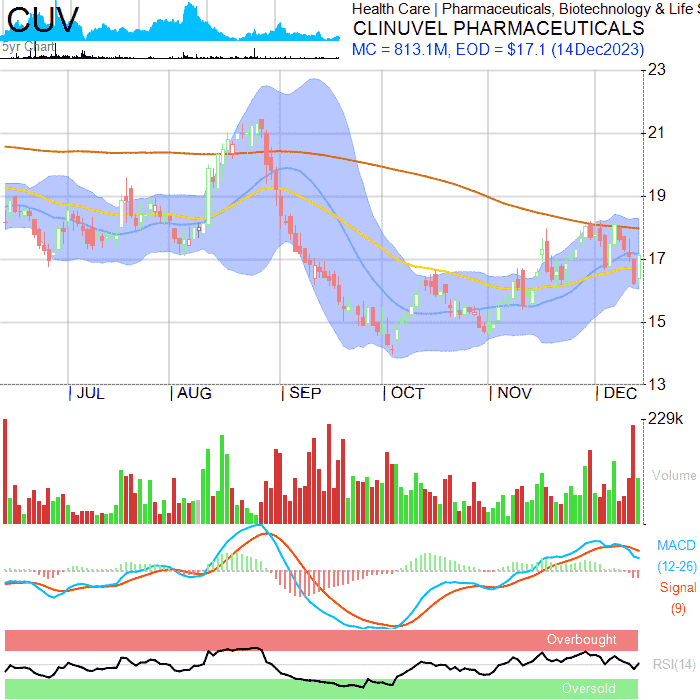 CUV
5yr Chart
Health Care | Pharmaceuticals, Biotechnology & Life S
CLINUVEL PHARMACEUTICALS
MC = 813.1M, EOD = $17.1 (14Dec2023)
23
21
19
17
15
13
| JUL
| AUG
| SEP
| OCT
| NOV
| DEC
229k
Volume
MACD
(12-26)
Signal
(9)
Overbought
RSI(14)
Oversold